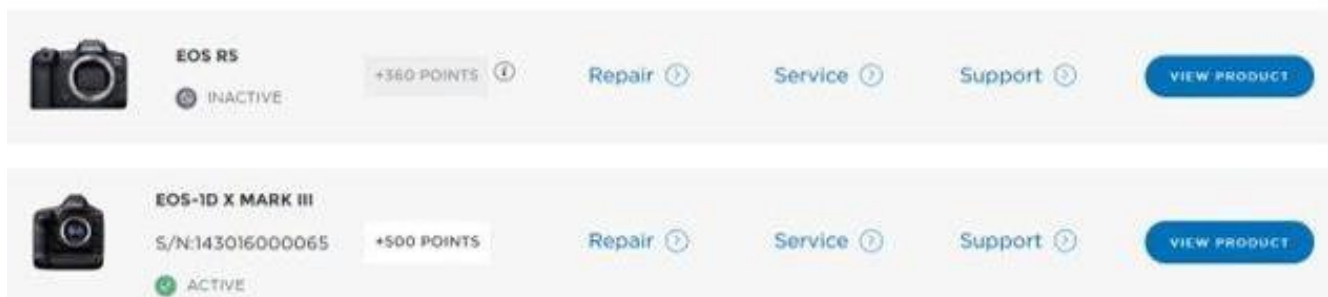 EOS R5
INACTIVE
+360 POINTS
Repair
Service
Support
VIEW PRODUCT
EOS-1D X MARK III
S/N:143016000065
ACTIVE
+500 POINTS
Repair
Service
Support
VIEW PRODUCT